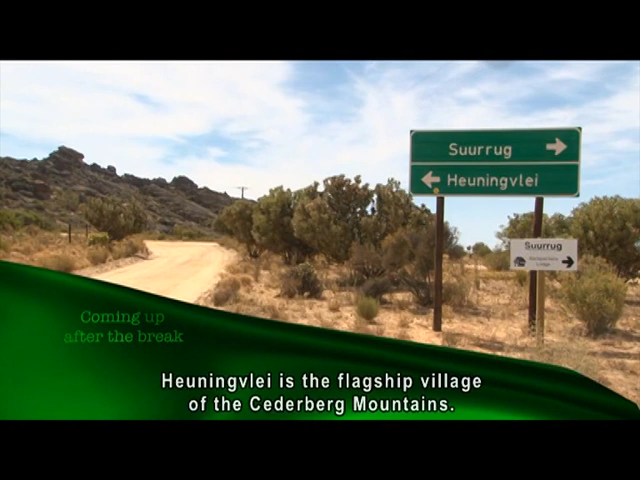 Suurrug
Heuningvlei
Suurrug
Coming up
after the break
Heuningvlei is the flagship village
of the Cederberg Mountains.